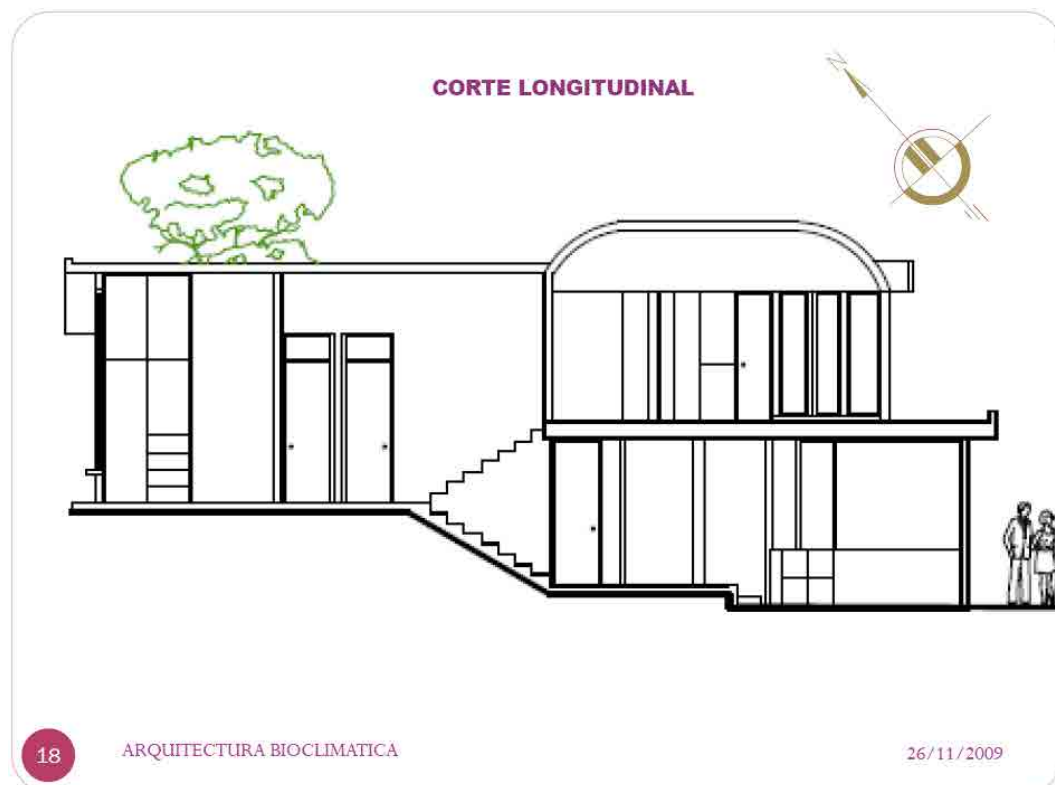 CORTE LONGITUDINAL
N
18
ARQUITECTURA BIOCLIMATICA
26/11/2009